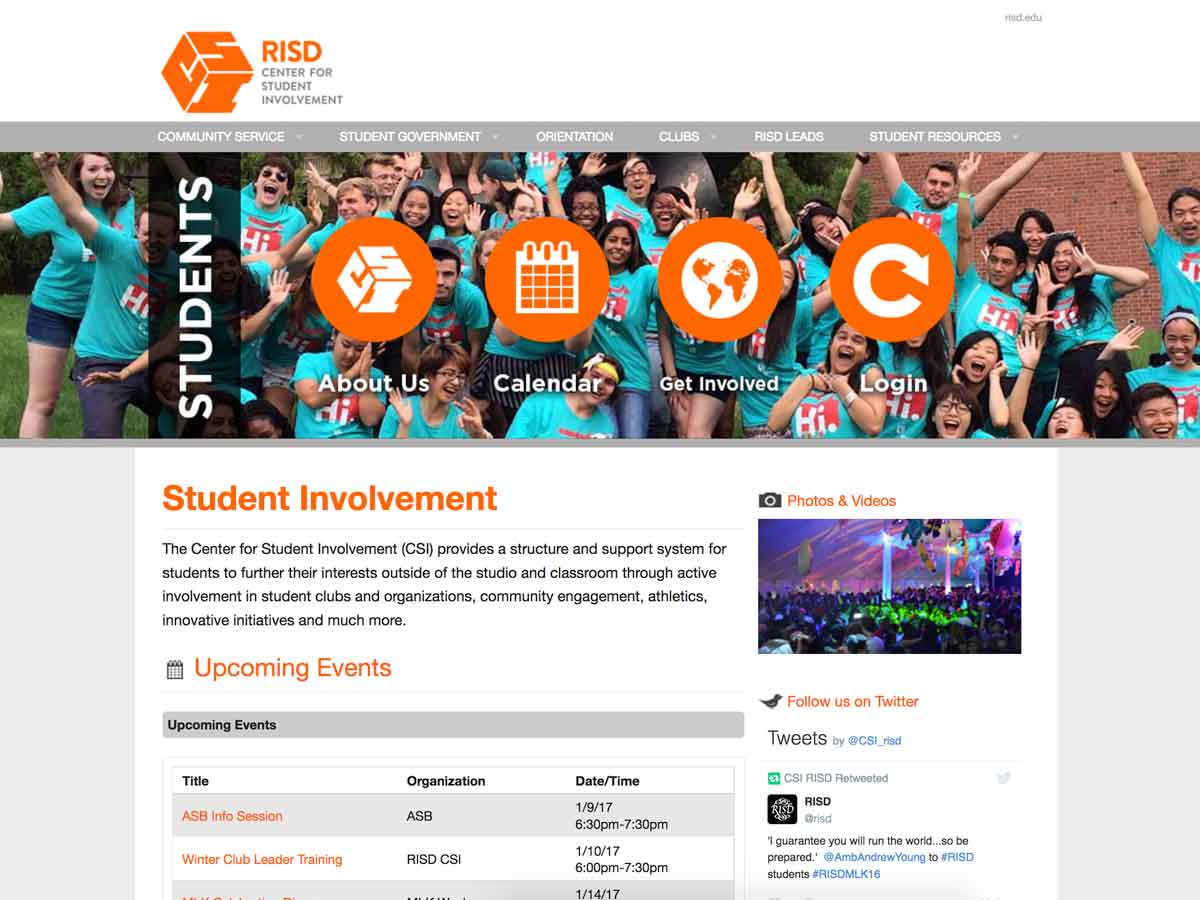 risd.edu
RISD
CENTER FOR
STUDENT
INVOLVEMENT
COMMUNITY SERVICE STUDENT GOVERNMENT ORIENTATION CLUBS RISD LEADS STUDENT RESOURCES
STUDENTS
Hi.
About Us Calendar Get Involved Login
Student Involvement
The Center for Student Involvement (CSI) provides a structure and support system for
students to further their interests outside of the studio and classroom through active
involvement in student clubs and organizations, community engagement, athletics,
innovative initiatives and much more.
Upcoming Events
Upcoming Events
Title Organization Date/Time
ASB Info Session ASB 1/9/17
6:30pm-7:30pm
Winter Club Leader Training RISD CSI 1/10/17
6:00pm-7:30pm
1/14/17
Photos & Videos
Follow us on Twitter
Tweets by @CSI_risd
CSI RISD Retweeted
RISD
@risd
'I guarantee you will run the world...so be
prepared.' @AmbAndrewYoung to #RISD
students #RISDMLK16